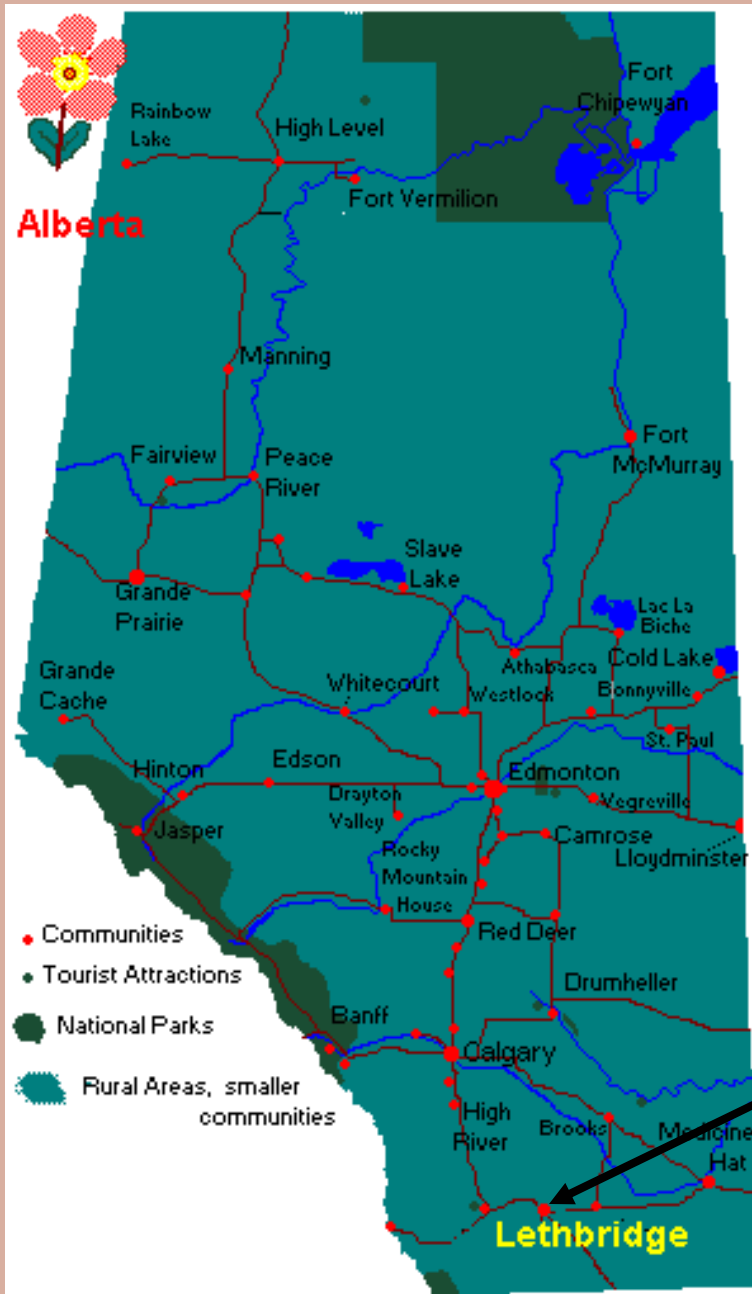 Fort
Chipewyan
Rainbow
Lake
High Level
Fort Vermilion
Alberta
Manning
Fairview
Peace
River
Fort
McMurray
Slave
Lake
Grande
Prairie
Lac La
Biche
Athabasca
Cold Lake
Grande
Cache
Whitecourt
Westlock
Bonnyville
St. Paul
Hinton
Edson
Edmonton
Drayton
Valley
Vegreville
Jasper
Camrose
Lloydminster
Rocky
Mountain
House
Communities
Red Deer
Tourist Attractions
Drumheller
National Parks
Banff
Calgary
Rural Areas, smaller
communities
High
River
Brooks
Medicine
Hat
Lethbridge